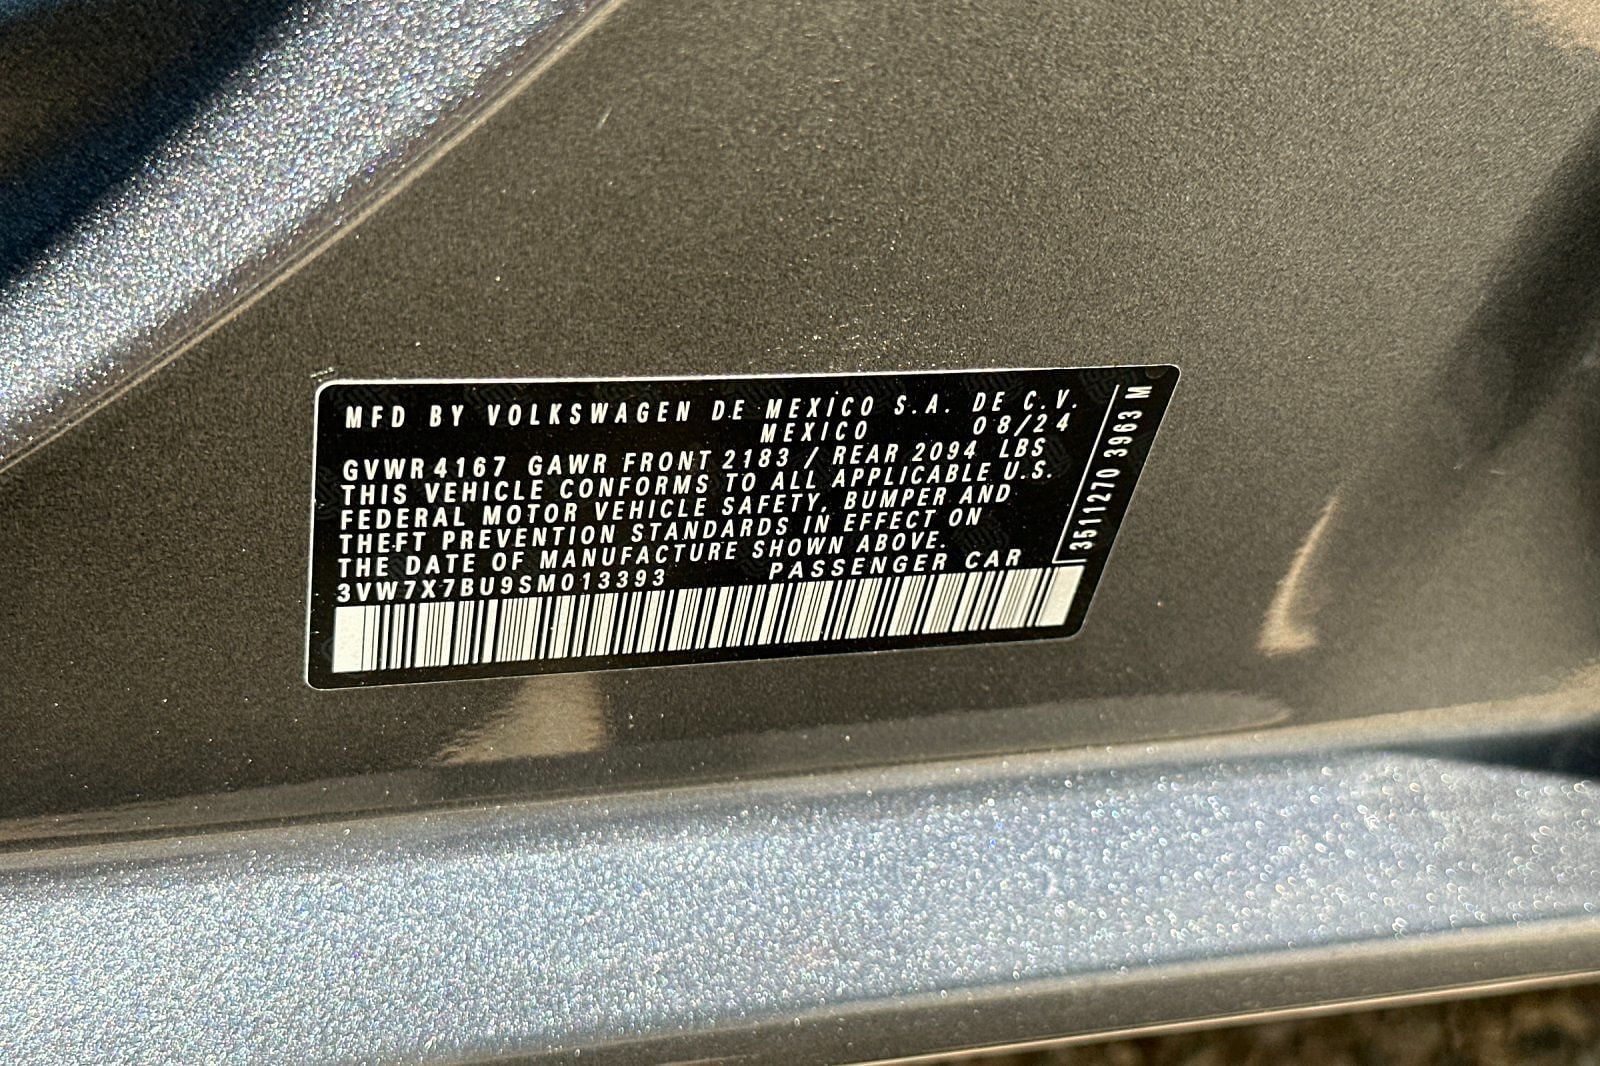 MFD BY VOLKSWAGEN DE MEXICO S.A. DE C.V.
MEXICO 08/24
GVWR 4167 GAWR FRONT 2183 / REAR 2094 LBS
THIS VEHICLE CONFORMS TO ALL APPLICABLE U.S.
FEDERAL MOTOR VEHICLE SAFETY, BUMPER AND
THEFT PREVENTION STANDARDS IN EFFECT ON
THE DATE OF MANUFACTURE SHOWN ABOVE.
3VW7X7BU9SM013393 PASSENGER CAR
3511270 3963 M